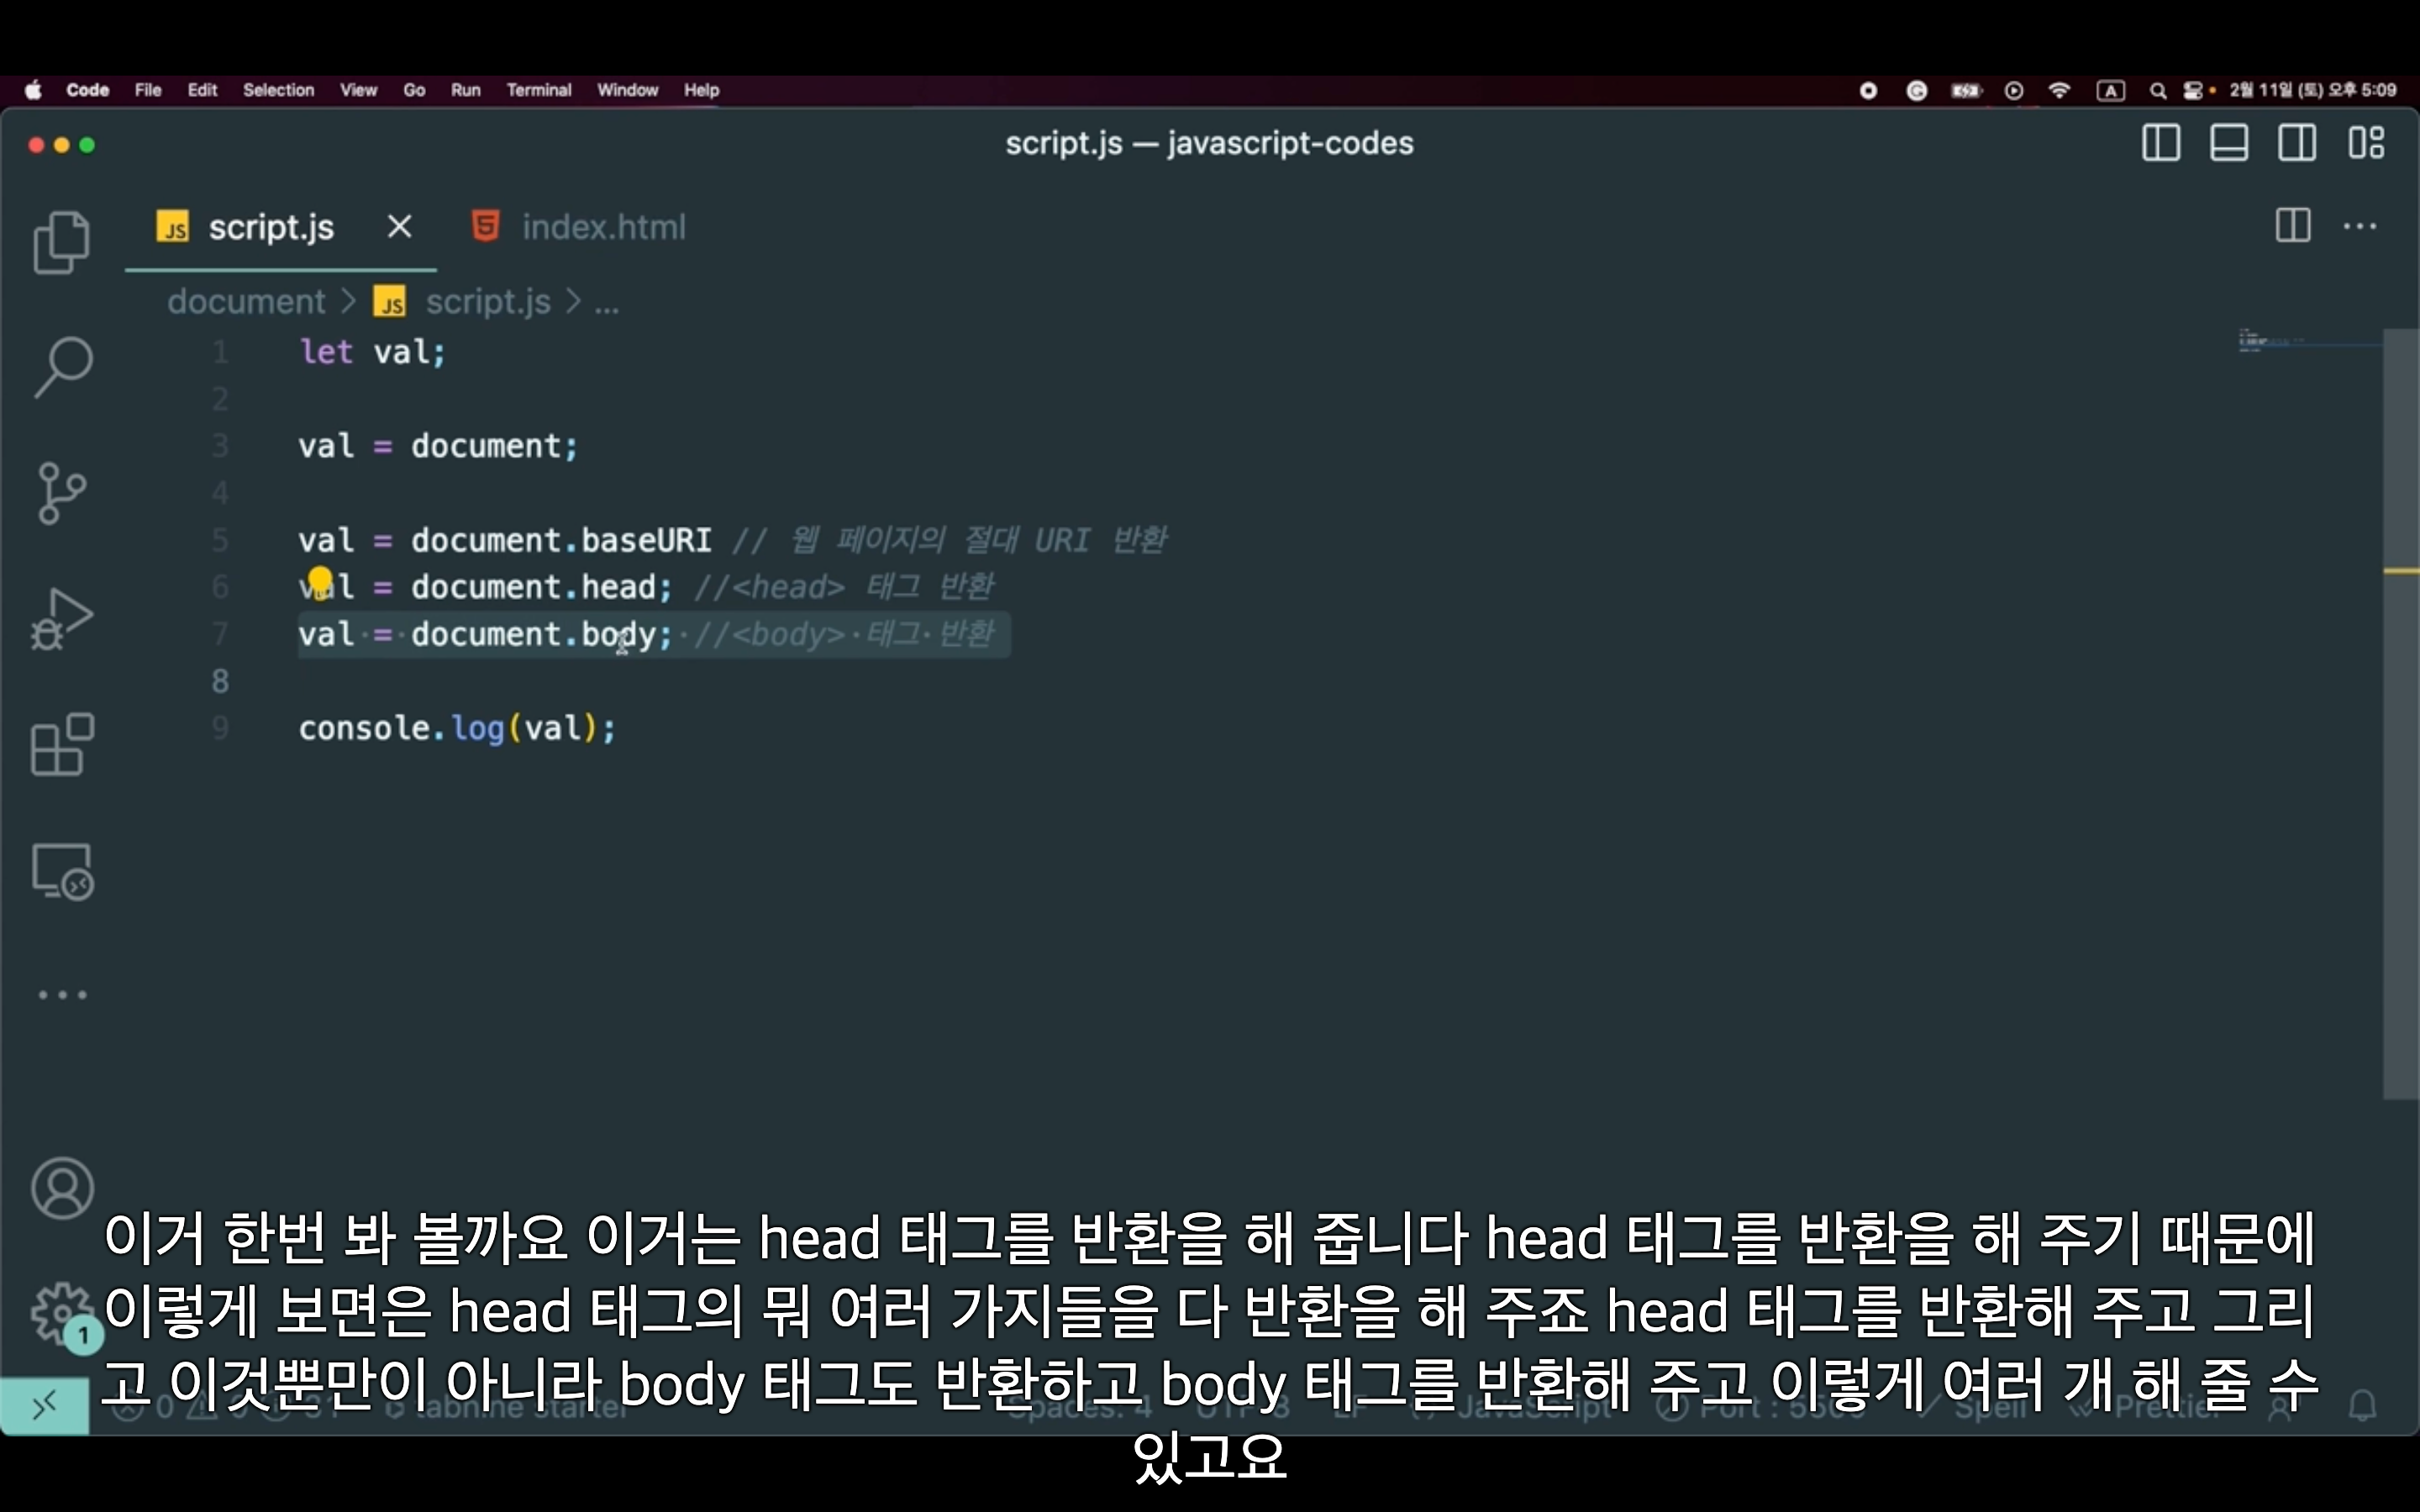 Code File Edit Selection View Go Run Terminal Window Help
A 2월 11일 (토) 오후 5:09
script.js — javascript-codes
JS script.js index.html
document > JS script.js > ...
1 let val;
2
3 val = document;
4
5 val = document.baseURI // 웹 페이지의 절대 URI 반환
6 val = document.head; //<head> 태그 반환
7 val = document.body; //<body> 태그 반환
8
9 console.log(val);
이거 한번 봐 볼까요 이거는 head 태그를 반환을 해 줍니다 head 태그를 반환을 해 주기 때문에
이렇게 보면은 head 태그의 뭐 여러 가지들을 다 반환을 해 주죠 head 태그를 반환해 주고 그리
1
고 이것뿐만이 아니라 body 태그도 반환하고 body 태그를 반환해 주고 이렇게 여러 개 해 줄 수
0 tabnine starter Spaces: 4 UTF-8 LF JavaScript Port : Spell Prettier
있고요